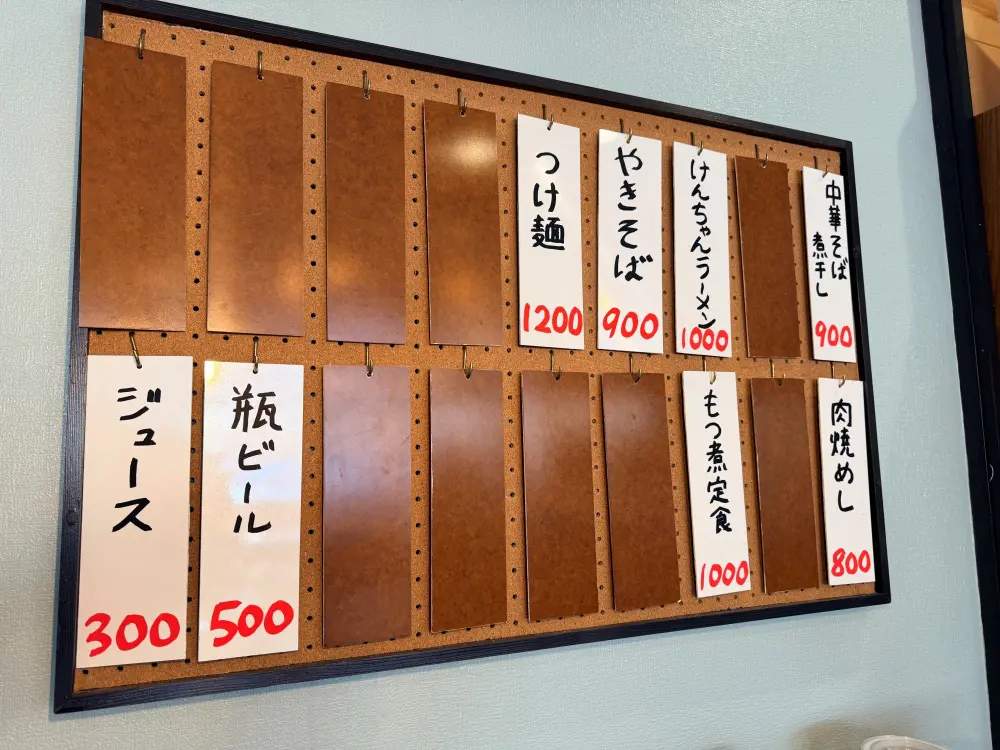 中華そば
煮干し
900
けんちゃんラーメン
1000
やきそば
900
つけ麺
1200
肉焼めし
800
もつ煮定食
1000
瓶ビール
500
ジュース
300